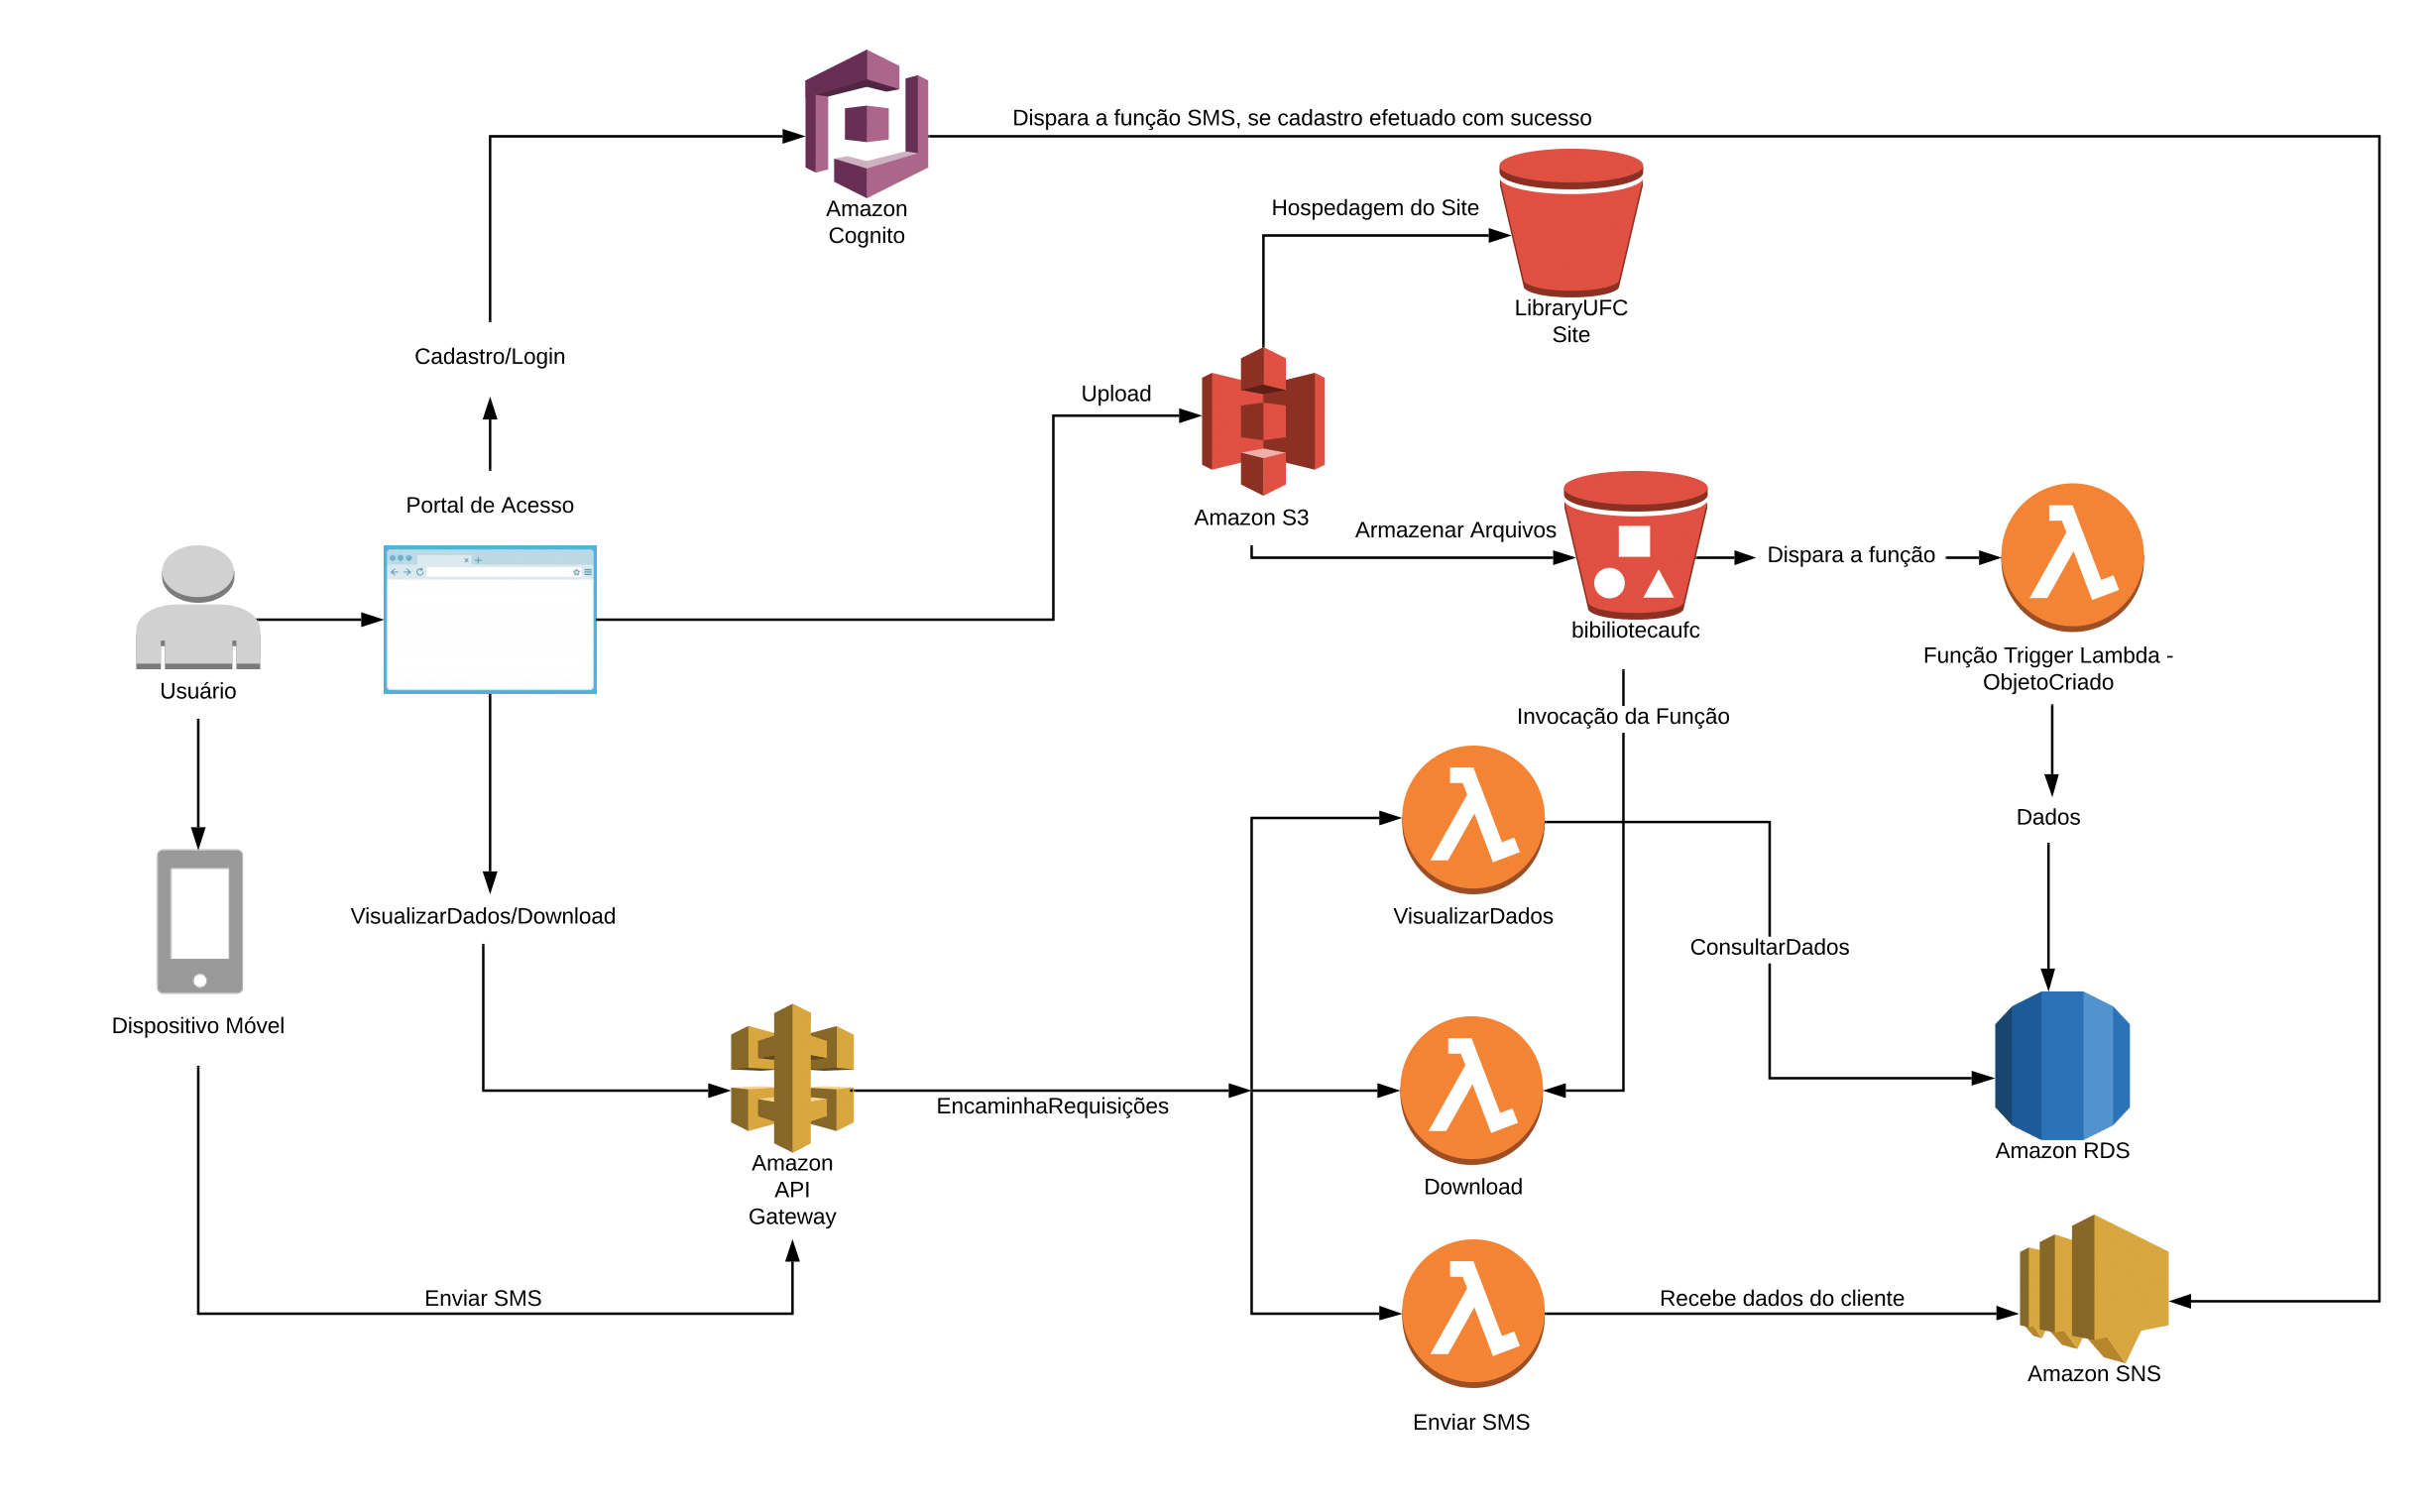 Dispara a função SMS, se cadastro efetuado com sucesso
Amazon
Cognito
Hospedagem do Site
LibraryUFC
Site
Cadastro/Login
Upload
Portal de Acesso
Amazon S3
Armazenar Arquivos
Dispara a função
bibiliotecaufc
Função Trigger Lambda -
ObjetoCriado
Usuário
Invocação da Função
Dados
VisualizarDados/Download
VisualizarDados
ConsultarDados
Dispositivo Móvel
EncaminhaRequisições
Amazon
API
Gateway
Download
Amazon RDS
Enviar SMS
Recebe dados do cliente
Amazon SNS
Enviar SMS